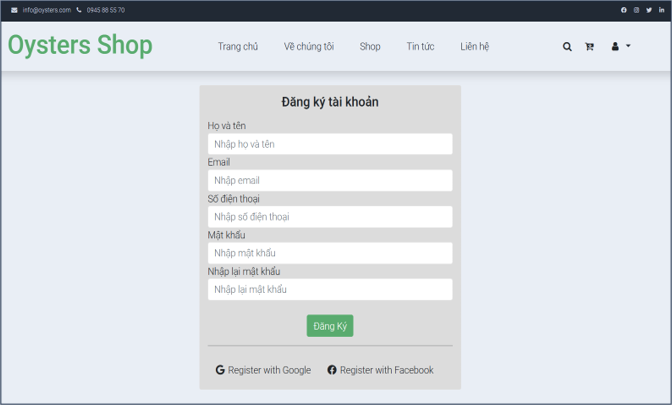 info@oysters.com 0945 88 55 70
Oysters Shop Trang chủ Về chúng tôi Shop Tin tức Liên hệ
Đăng ký tài khoản
Họ và tên
Nhập họ và tên
Email
Nhập email
Số điện thoại
Nhập số điện thoại
Mật khẩu
Nhập mật khẩu
Nhập lại mật khẩu
Nhập lại mật khẩu
Đăng Ký
Register with Google Register with Facebook